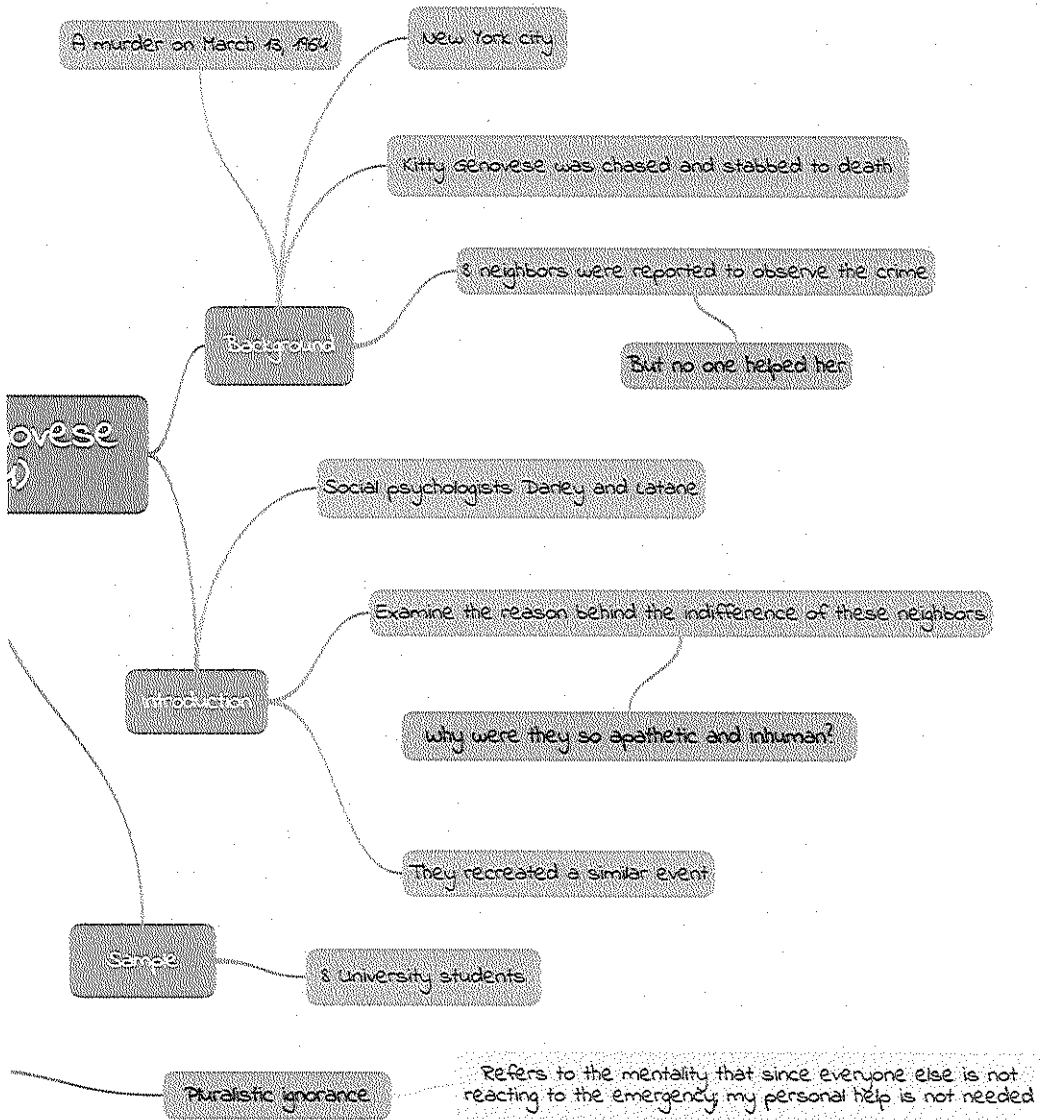 A murder on March 13, 1964
New York city
Kitty Genovese was chased and stabbed to death
8 neighbors were reported to observe the crime
Background
But no one helped her
ovese
4)
Social psychologists Darley and Latane
Examine the reason behind the indifference of these neighbors
Introduction
Why were they so apathetic and inhuman?
They recreated a similar event
Sampe
8 University students
Pluralistic ignorance
Refers to the mentality that since everyone else is not
reacting to the emergency, my personal help is not needed